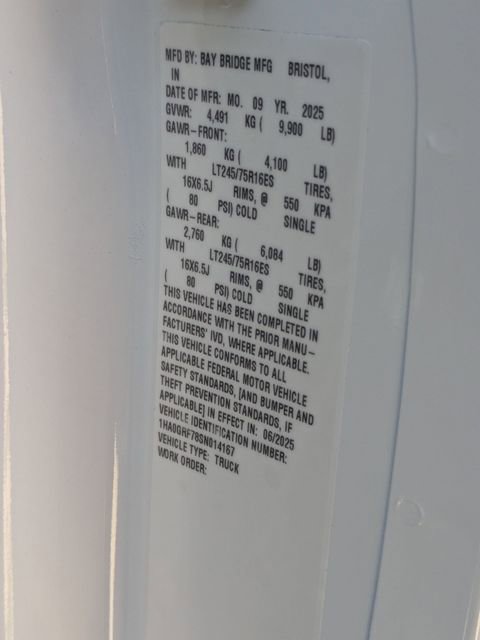 MFD BY: BAY BRIDGE MFG BRISTOL,
IN
DATE OF MFR: MO. 09 YR. 2025
GVWR: 4,491 KG ( 9,900 LB)
GAWR-FRONT:
1,860 KG ( 4,100 LB)
WITH LT245/75R16ES TIRES,
16X6.5J RIMS, @ 550 KPA
( 80 PSI) COLD SINGLE
GAWR-REAR:
2,760 KG ( 6,084 LB)
WITH LT245/75R16ES TIRES,
16X6.5J RIMS, @ 550 KPA
( 80 PSI) COLD SINGLE
THIS VEHICLE HAS BEEN COMPLETED IN
ACCORDANCE WITH THE PRIOR MANU-
FACTURERS' IVD, WHERE APPLICABLE.
THIS VEHICLE CONFORMS TO ALL
APPLICABLE FEDERAL MOTOR VEHICLE
SAFETY STANDARDS, [AND BUMPER AND
THEFT PREVENTION STANDARDS, IF
APPLICABLE] IN EFFECT IN: 06/2025
VEHICLE IDENTIFICATION NUMBER:
1HA0GRF78SN014167
VEHICLE TYPE: TRUCK
WORK ORDER: